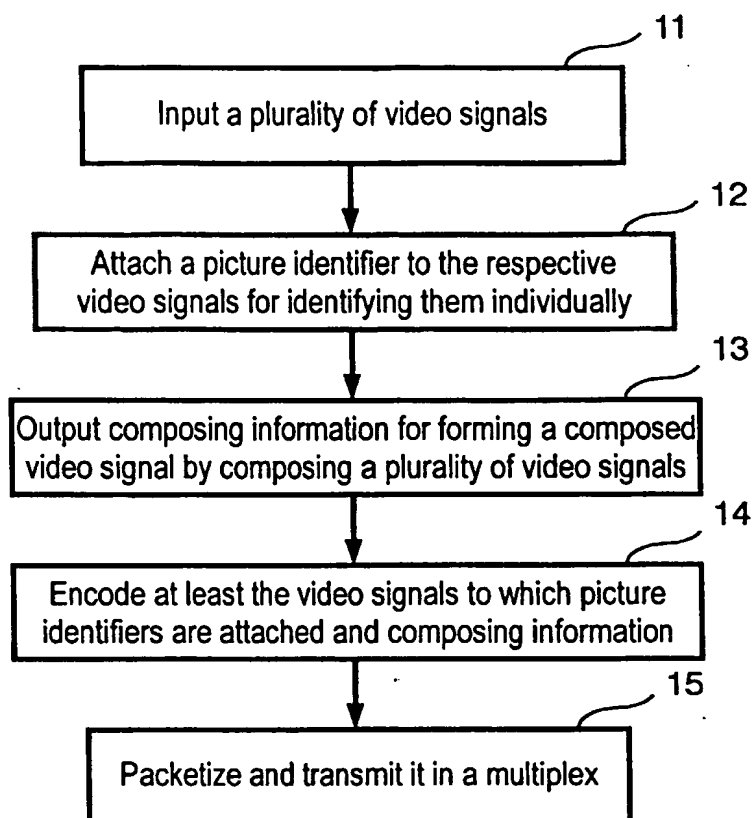 11
Input a plurality of video signals
12
Attach a picture identifier to the respective
video signals for identifying them individually
13
Output composing information for forming a composed
video signal by composing a plurality of video signals
14
Encode at least the video signals to which picture
identifiers are attached and composing information
15
Packetize and transmit it in a multiplex